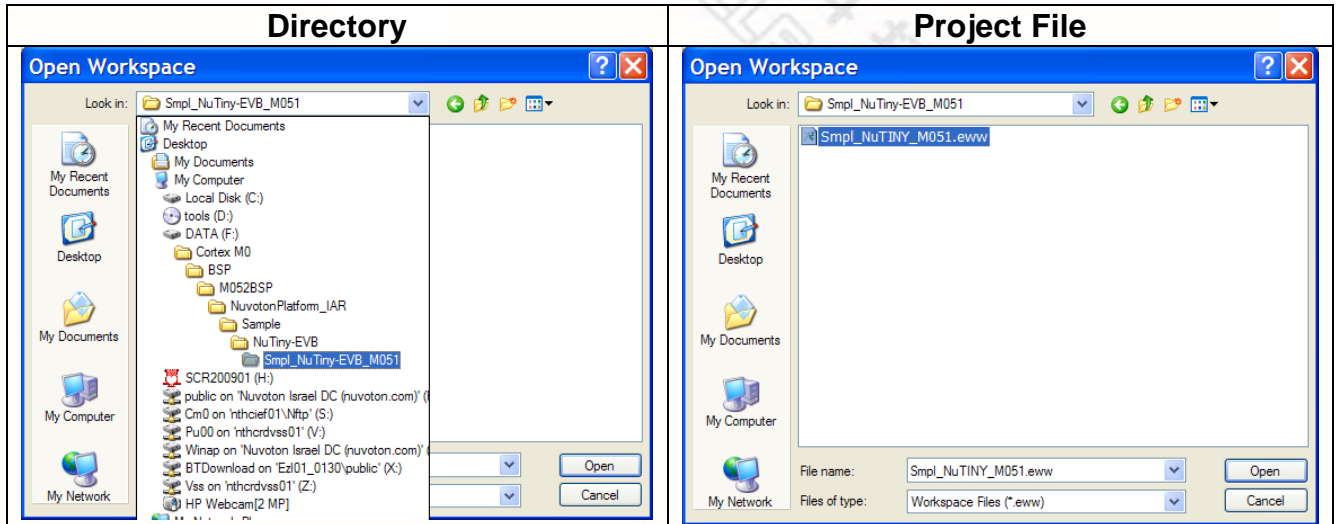 Directory
Project File
Open Workspace
Look in: Smpl_NuTiny-EVB_M051
My Recent Documents
Desktop
My Documents
My Computer
Local Disk (C:)
tools (D:)
DATA (F:)
Cortex M0
BSP
M052BSP
NuvotonPlatform_IAR
Sample
NuTiny-EVB
Smpl_NuTiny-EVB_M051
SCR200901 (H:)
public on 'Nuvoton Israel DC (nuvoton.com)'
Cm0 on 'nthcief01\Nftp' (S:)
Pu00 on 'nthcrdvss01' (V:)
Winap on 'Nuvoton Israel DC (nuvoton.com)'
BTDownload on 'Ezl01_0130\public' (X:)
Vss on 'nthcrdvss01' (Z:)
HP Webcam[2 MP]
My Recent
Documents
Desktop
My Documents
My Computer
My Network
Open
Cancel
Open Workspace
Look in: Smpl_NuTiny-EVB_M051
Smpl_NuTINY_M051.eww
My Recent
Documents
Desktop
My Documents
My Computer
My Network
File name: Smpl_NuTINY_M051.eww
Open
Files of type: Workspace Files (*.eww)
Cancel